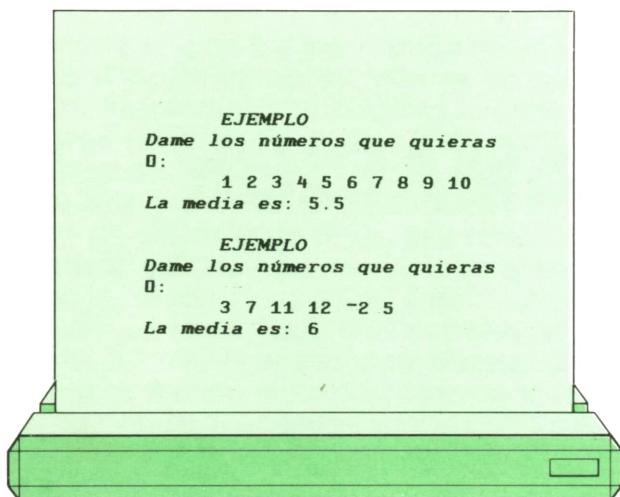 EJEMPLO
Dame los números que quieras
⎕:
1 2 3 4 5 6 7 8 9 10
La media es: 5.5
EJEMPLO
Dame los números que quieras
⎕:
3 7 11 12 ¯2 5
La media es: 6